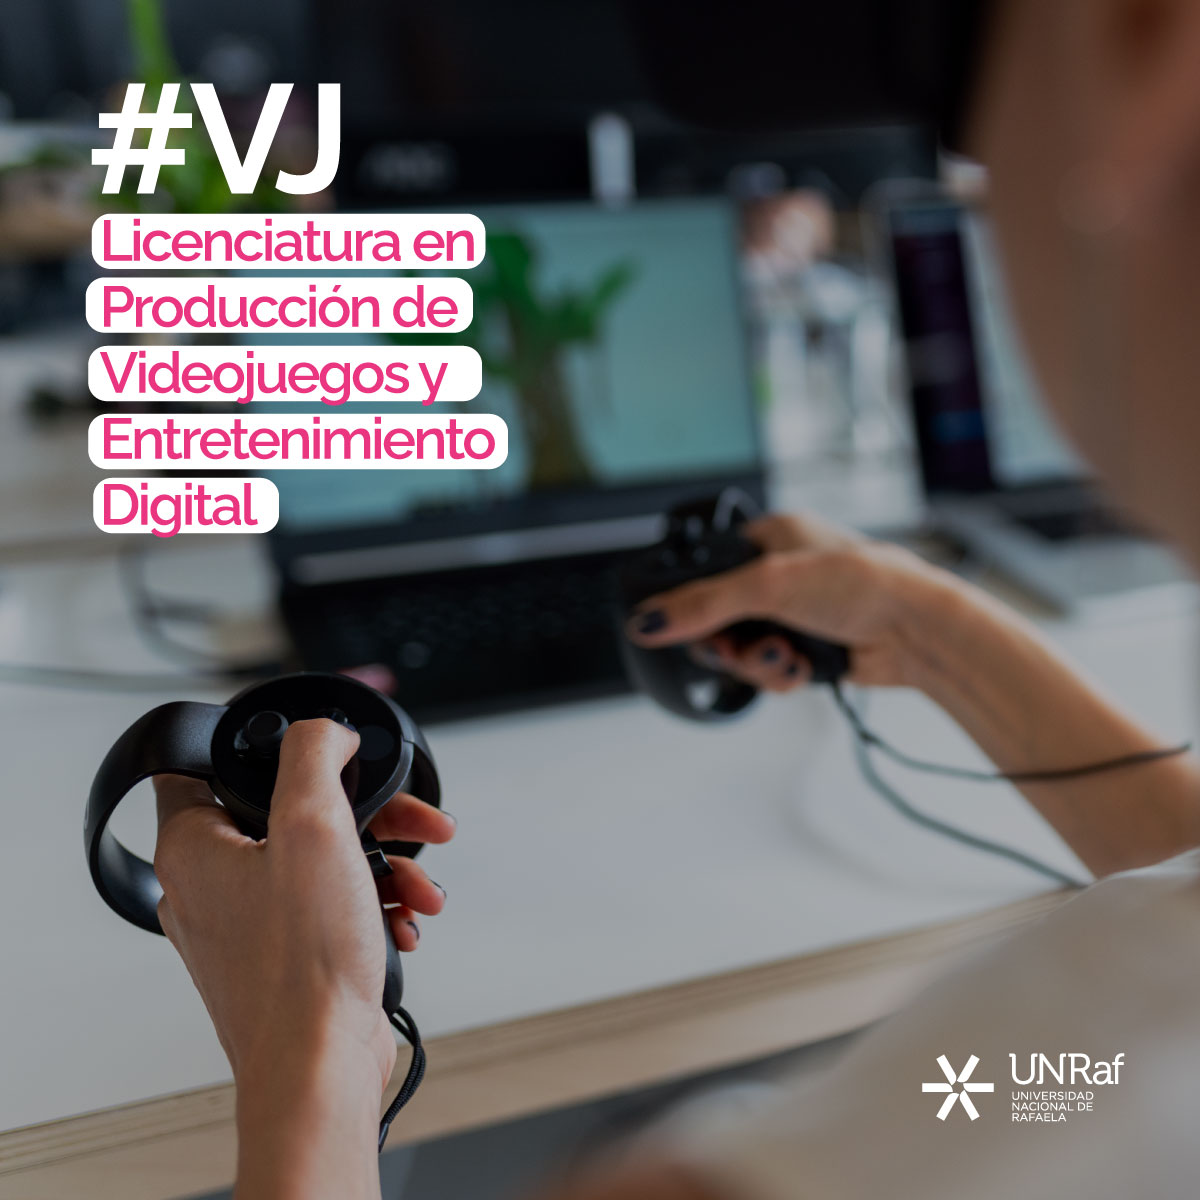 #VJ
Licenciatura en
Producción de
Videojuegos y
Entretenimiento
Digital
UNRaf
UNIVERSIDAD
NACIONAL DE
RAFAELA